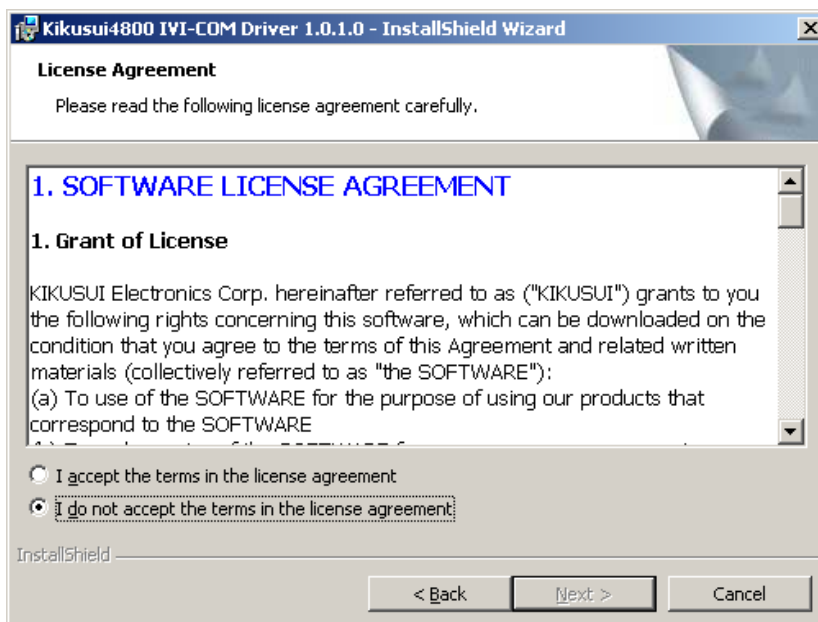 Kikusui4800 IVI-COM Driver 1.0.1.0 - InstallShield Wizard
License Agreement
Please read the following license agreement carefully.
1. SOFTWARE LICENSE AGREEMENT
1. Grant of License
KIKUSUI Electronics Corp. hereinafter referred to as ("KIKUSUI") grants to you
the following rights concerning this software, which can be downloaded on the
condition that you agree to the terms of this Agreement and related written
materials (collectively referred to as "the SOFTWARE"):
(a) To use of the SOFTWARE for the purpose of using our products that
correspond to the SOFTWARE
I accept the terms in the license agreement
I do not accept the terms in the license agreement
InstallShield
< Back
Next >
Cancel